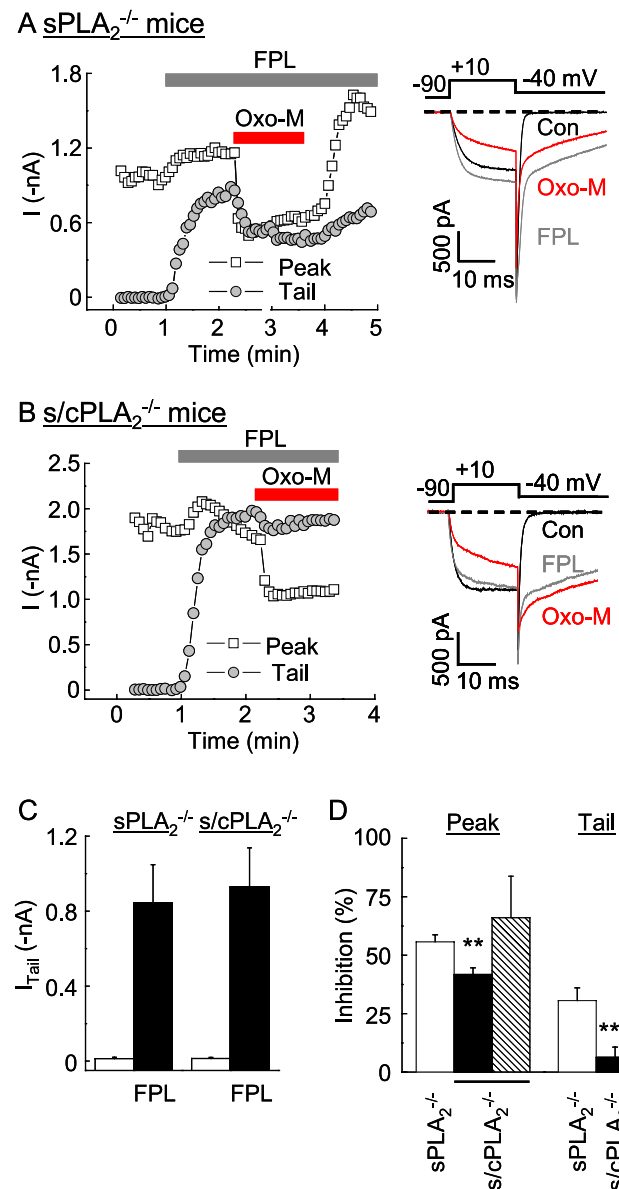 A sPLA₂⁻/⁻ mice
FPL
Oxo-M
1.8
1.2
0.6
0
I (-nA)
Peak
Tail
0 1 2 3 4 5
Time (min)
-90 +10 -40 mV
Con
Oxo-M
FPL
500 pA
10 ms
B s/cPLA₂⁻/⁻ mice
FPL
Oxo-M
2.5
2.0
1.5
1.0
0.5
0
I (-nA)
Peak
Tail
0 1 2 3 4
Time (min)
-90 +10 -40 mV
Con
FPL
Oxo-M
500 pA
10 ms
C
sPLA₂⁻/⁻ s/cPLA₂⁻/⁻
1.2
0.8
0.4
0
I_Tail (-nA)
FPL FPL
D
Peak Tail
100
75
50
25
0
Inhibition (%)
** **
sPLA₂⁻/⁻
s/cPLA₂⁻/⁻
sPLA₂⁻/⁻
s/cPLA₂⁻/⁻